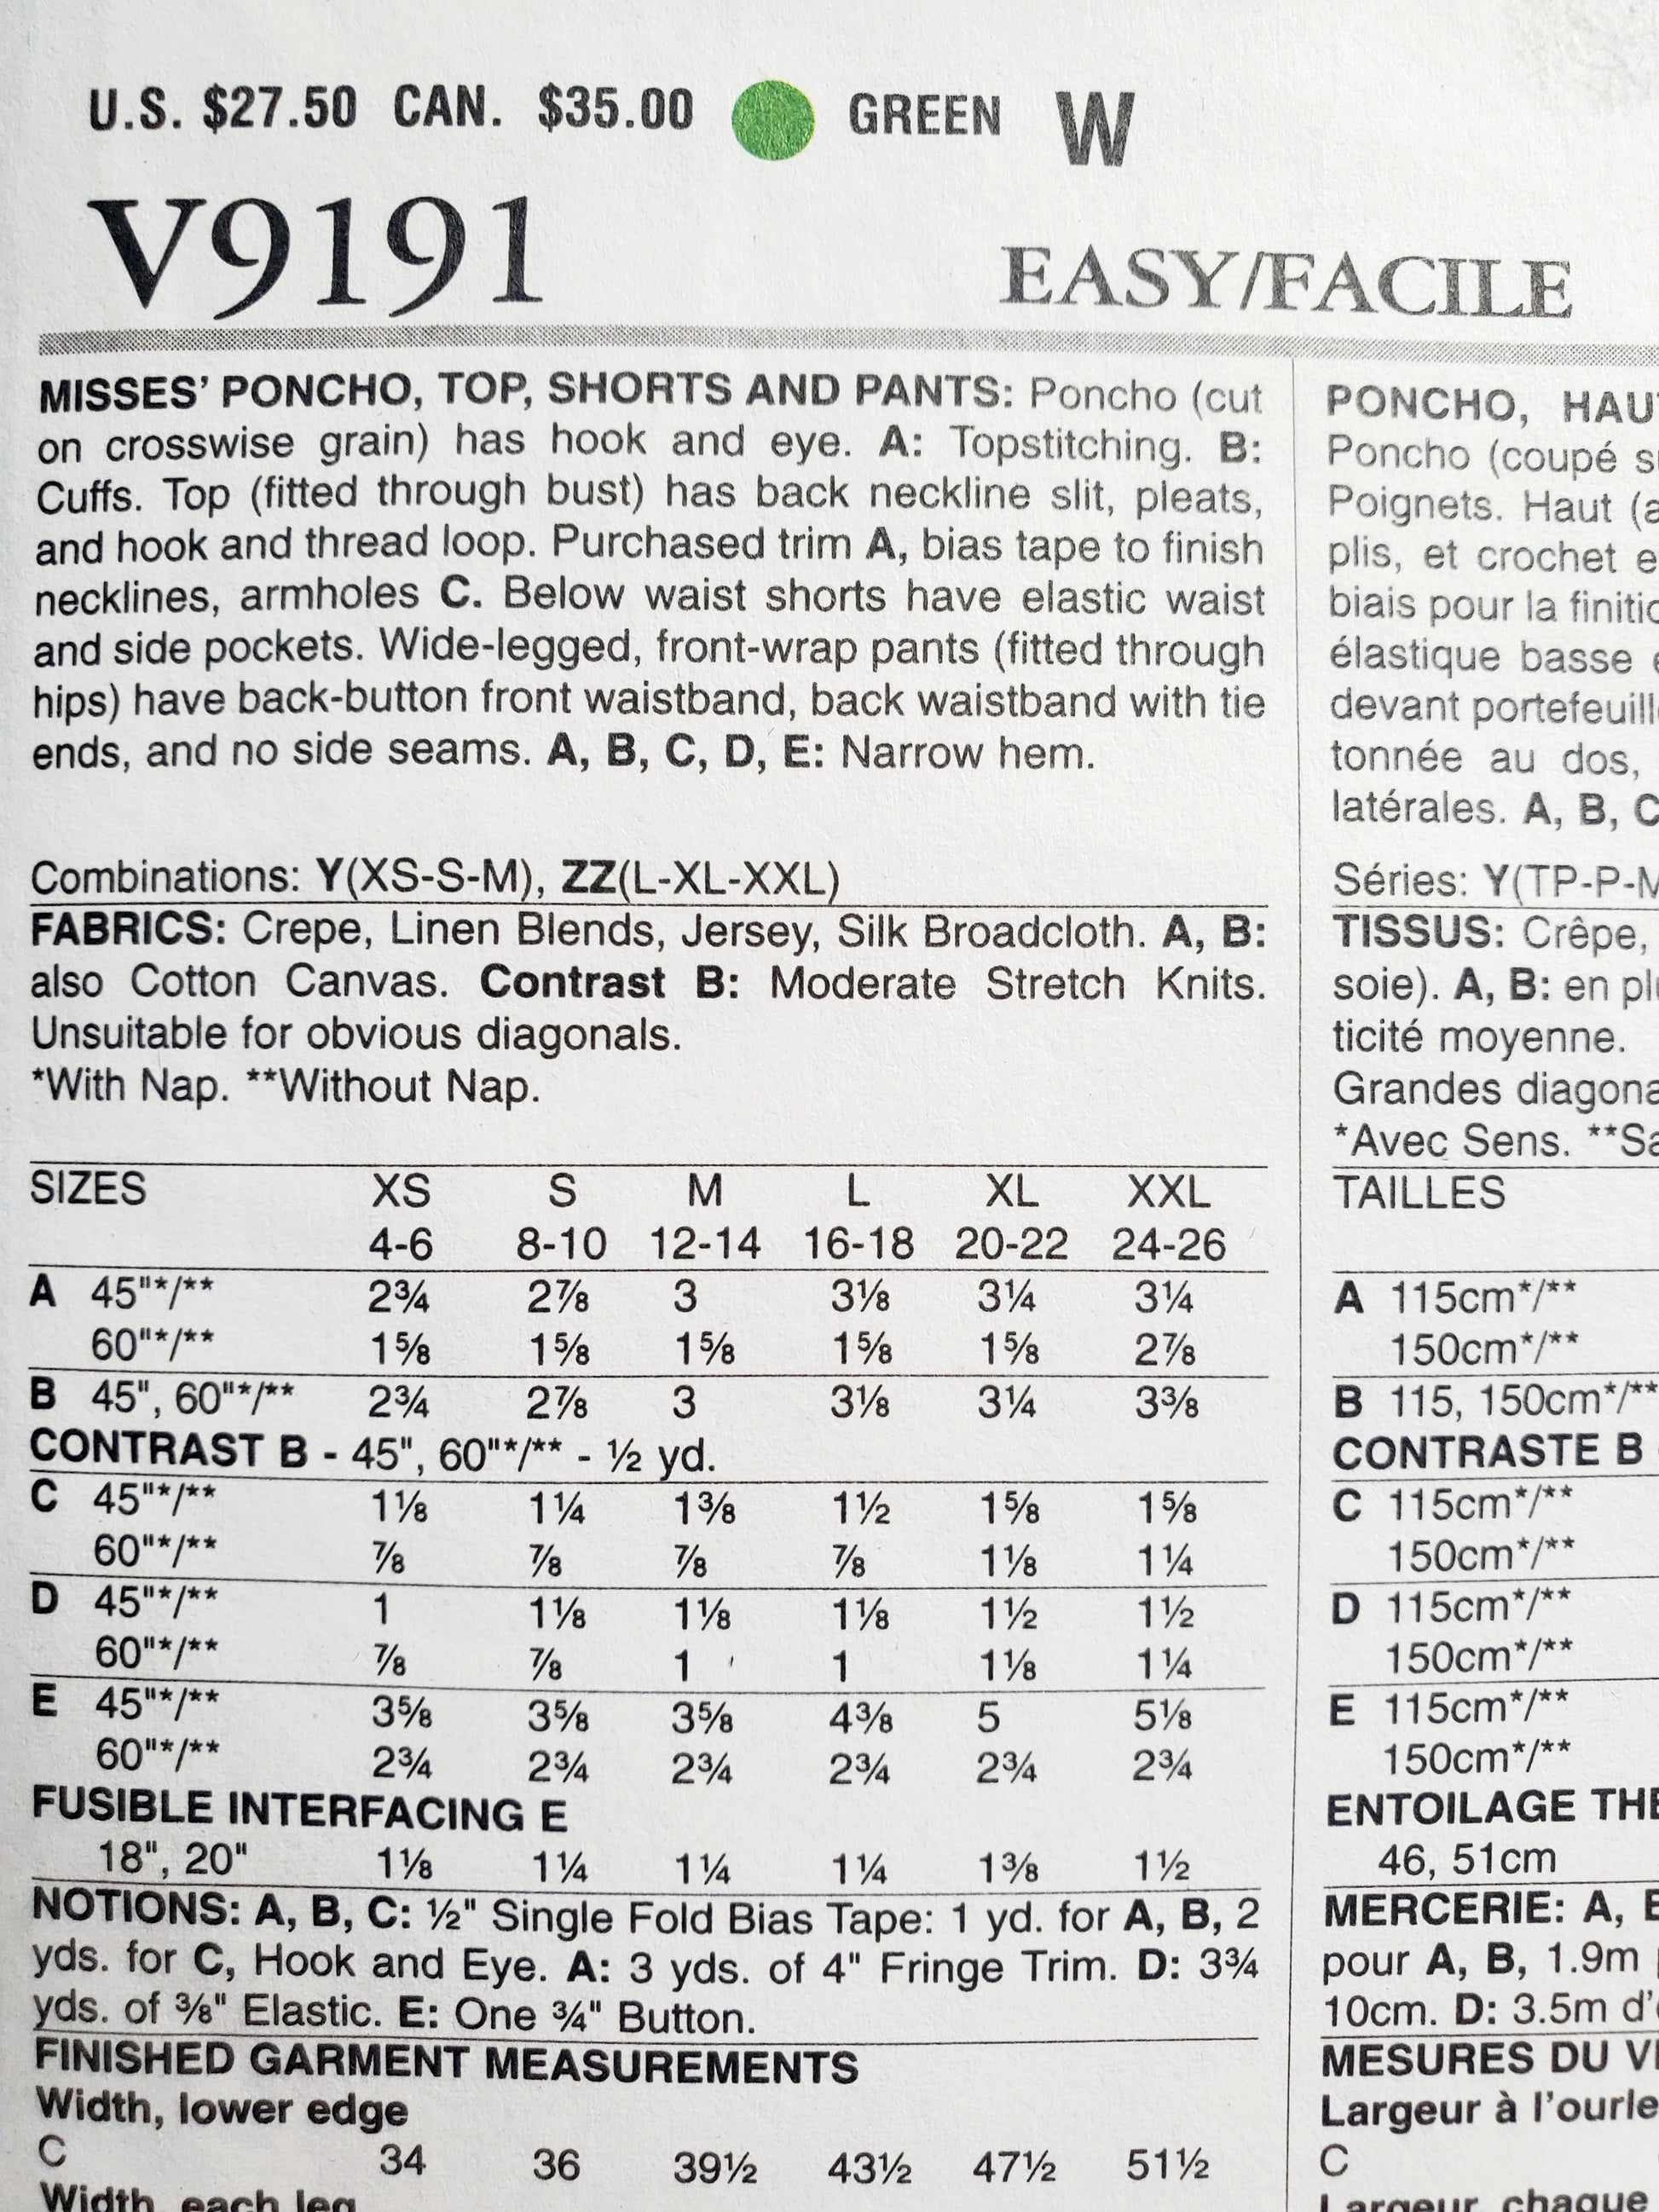 U.S. $27.50 CAN. $35.00 GREEN W
V9191
EASY/FACILE
MISSES' PONCHO, TOP, SHORTS AND PANTS: Poncho (cut
on crosswise grain) has hook and eye. A: Topstitching. B:
Cuffs. Top (fitted through bust) has back neckline slit, pleats,
and hook and thread loop. Purchased trim A, bias tape to finish
necklines, armholes C. Below waist shorts have elastic waist
and side pockets. Wide-legged, front-wrap pants (fitted through
hips) have back-button front waistband, back waistband with tie
ends, and no side seams. A, B, C, D, E: Narrow hem.
Combinations: Y(XS-S-M), ZZ(L-XL-XXL)
FABRICS: Crepe, Linen Blends, Jersey, Silk Broadcloth. A, B:
also Cotton Canvas. Contrast B: Moderate Stretch Knits.
Unsuitable for obvious diagonals.
*With Nap. **Without Nap.
SIZES XS S M L XL XXL
4-6 8-10 12-14 16-18 20-22 24-26
A 45"*/** 2¾ 2⅞ 3 3⅛ 3¼ 3¼
60"*/** 1⅝ 1⅝ 1⅝ 1⅝ 1⅝ 2⅞
B 45", 60"*/** 2¾ 2⅞ 3 3⅛ 3¼ 3⅜
CONTRAST B - 45", 60"*/** - ½ yd.
C 45"*/** 1⅛ 1¼ 1⅜ 1½ 1⅝ 1⅝
60"*/** ⅞ ⅞ ⅞ ⅞ 1⅛ 1¼
D 45"*/** 1 1⅛ 1⅛ 1⅛ 1½ 1½
60"*/** ⅞ ⅞ 1 1 1⅛ 1¼
E 45"*/** 3⅝ 3⅝ 3⅝ 4⅜ 5 5⅛
60"*/** 2¾ 2¾ 2¾ 2¾ 2¾ 2¾
FUSIBLE INTERFACING E
18", 20" 1⅛ 1¼ 1¼ 1¼ 1⅜ 1½
NOTIONS: A, B, C: ½" Single Fold Bias Tape: 1 yd. for A, B, 2
yds. for C, Hook and Eye. A: 3 yds. of 4" Fringe Trim. D: 3¾
yds. of ⅜" Elastic. E: One ¾" Button.
FINISHED GARMENT MEASUREMENTS
Width, lower edge
C 34 36 39½ 43½ 47½ 51½
Width, each leg
PONCHO, HAU
Poncho (coupé s
Poignets. Haut (a
plis, et crochet e
biais pour la finitio
élastique basse e
devant portefeuill
tonnée au dos,
latérales. A, B, C
Séries: Y(TP-P-M
TISSUS: Crêpe,
soie). A, B: en pl
ticité moyenne.
Grandes diagona
*Avec Sens. **Sa
TAILLES
A 115cm*/**
150cm*/**
B 115, 150cm*/**
CONTRASTE B
C 115cm*/**
150cm*/**
D 115cm*/**
150cm*/**
E 115cm*/**
150cm*/**
ENTOILAGE THE
46, 51cm
MERCERIE: A, B
pour A, B, 1.9m
10cm. D: 3.5m d'
MESURES DU V
Largeur à l'ourle
C
Largeur, chaque